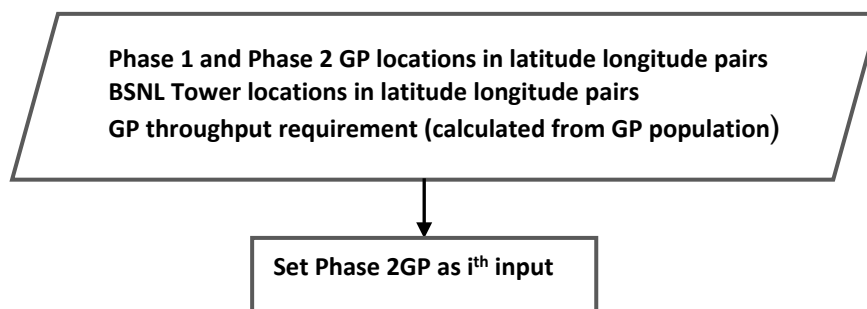 Phase 1 and Phase 2 GP locations in latitude longitude pairs
BSNL Tower locations in latitude longitude pairs
GP throughput requirement (calculated from GP population)
Set Phase 2GP as iᵗʰ input